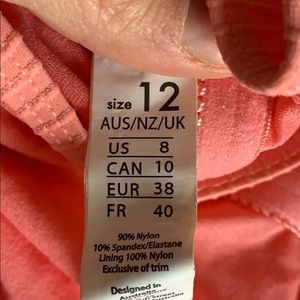 size 12
AUS/NZ/UK
US 8
CAN 10
EUR 38
FR 40
90% Nylon
10% Spandex/Elastane
Lining 100% Nylon
Exclusive of trim
Designed in
Australia